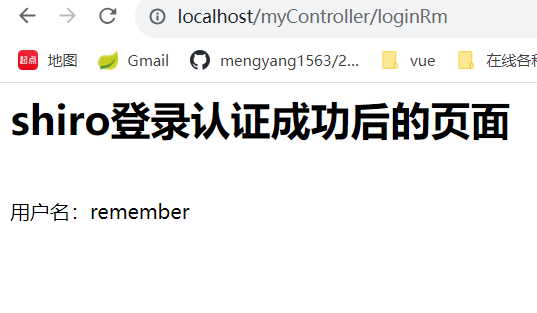 localhost/myController/loginRm
起点 地图 Gmail mengyang1563/2... vue 在线各
shiro登录认证成功后的页面
用户名：remember